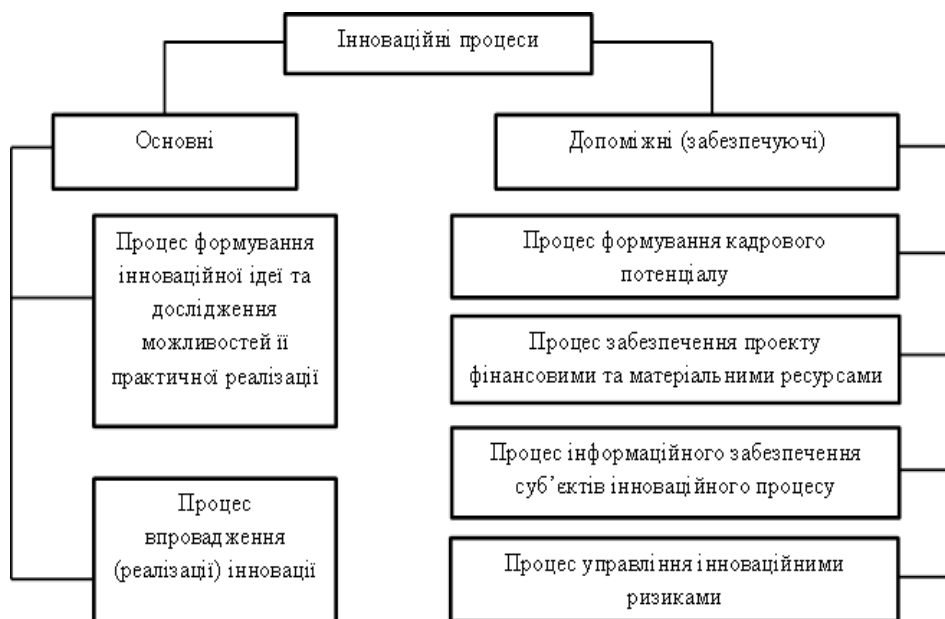 Інноваційні процеси
Основні
Допоміжні (забезпечуючі)
Процес формування
інноваційної ідеї та
дослідження
можливостей її
практичної реалізації
Процес
впровадження
(реалізації) інновації
Процес формування кадрового
потенціалу
Процес забезпечення проекту
фінансовими та матеріальними ресурсами
Процес інформаційного забезпечення
суб’єктів інноваційного процесу
Процес управління інноваційними
ризиками